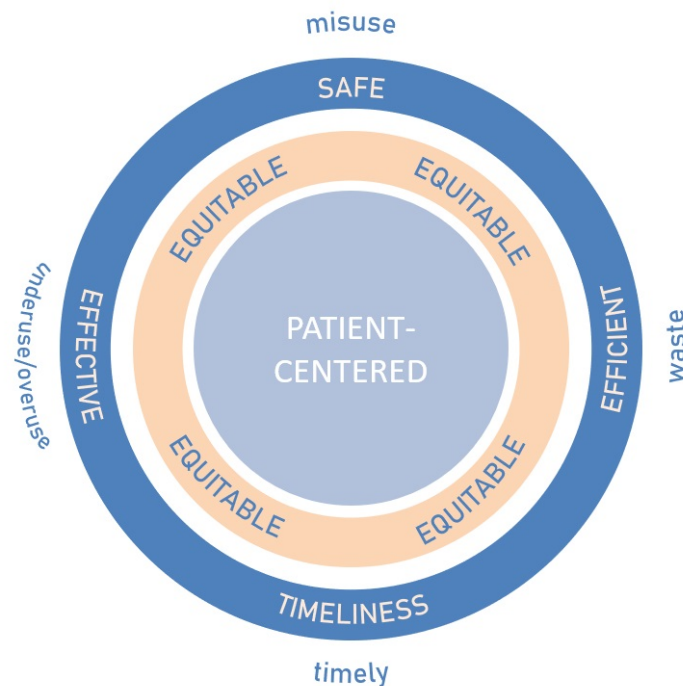 misuse
SAFE
EQUITABLE
EQUITABLE
underuse/overuse
EFFECTIVE
PATIENT-
CENTERED
EFFICIENT
waste
EQUITABLE
EQUITABLE
TIMELINESS
timely